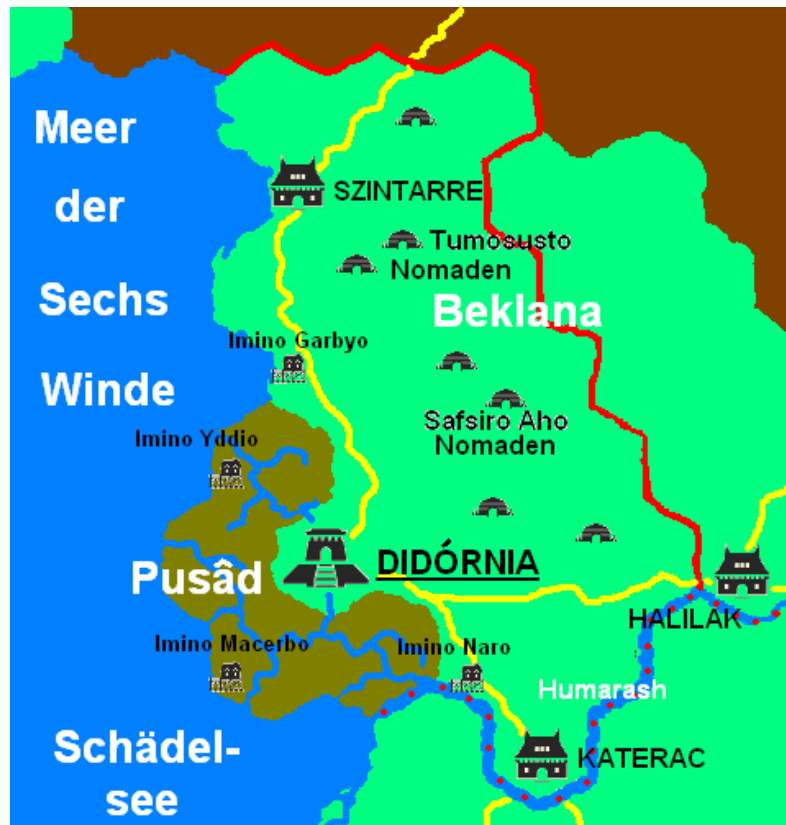 Meer
der
Sechs
Winde
SZINTARRE
Tumosusto
Nomaden
Beklana
Imino Garbyo
Safsiro Aho
Nomaden
Imino Yddio
DIDÓRNIA
Pusâd
HALILAK
Imino Macerbo
Imino Naro
Humarash
Schädel-
see
KATERAC